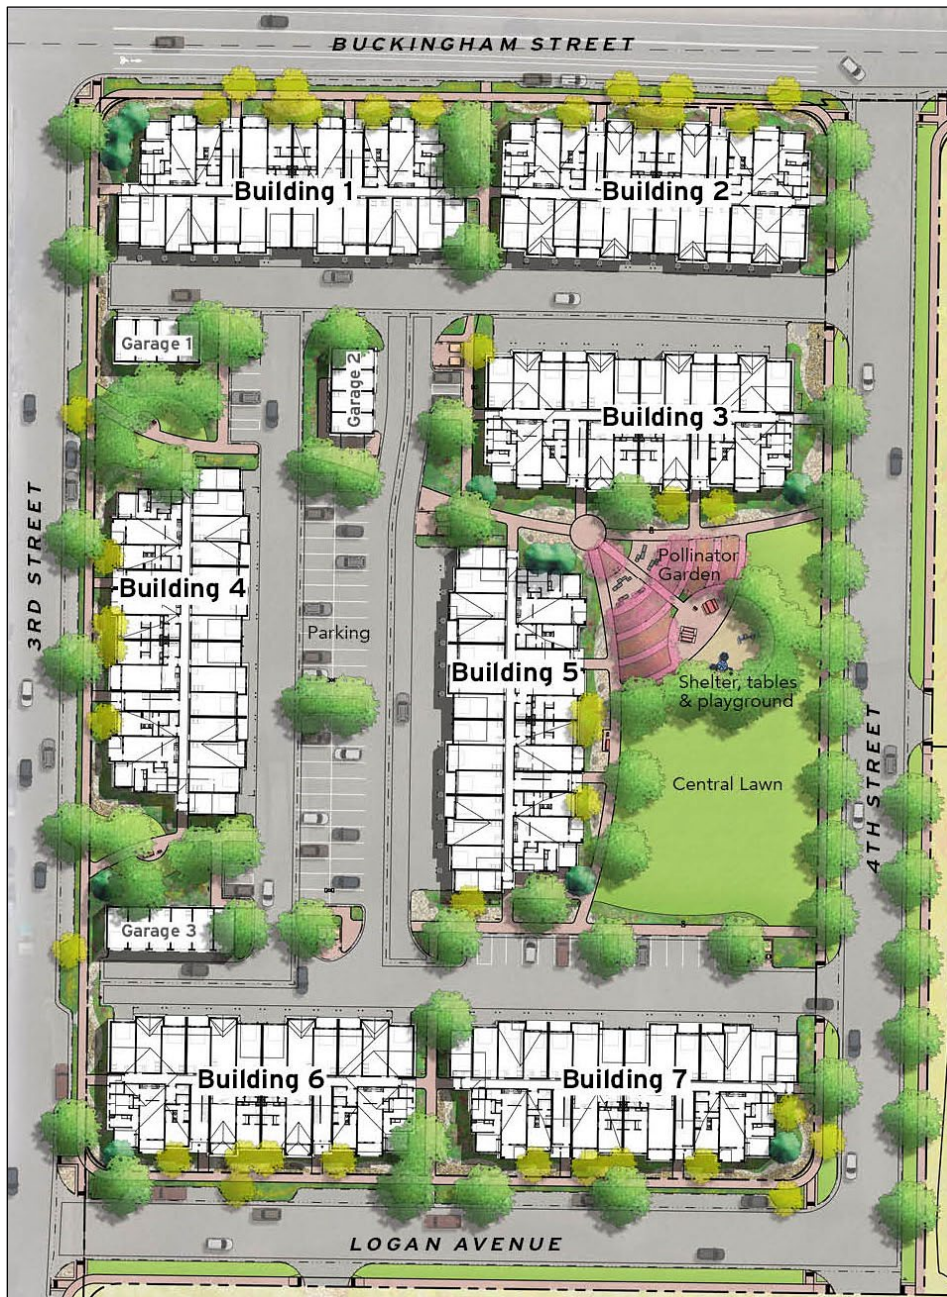 BUCKINGHAM STREET
Building 1
Building 2
Garage 1
Garage 2
Building 3
3RD STREET
Pollinator
Garden
Building 4
Parking
Building 5
Shelter, tables
& playground
4TH STREET
Central Lawn
Garage 3
Building 6
Building 7
LOGAN AVENUE